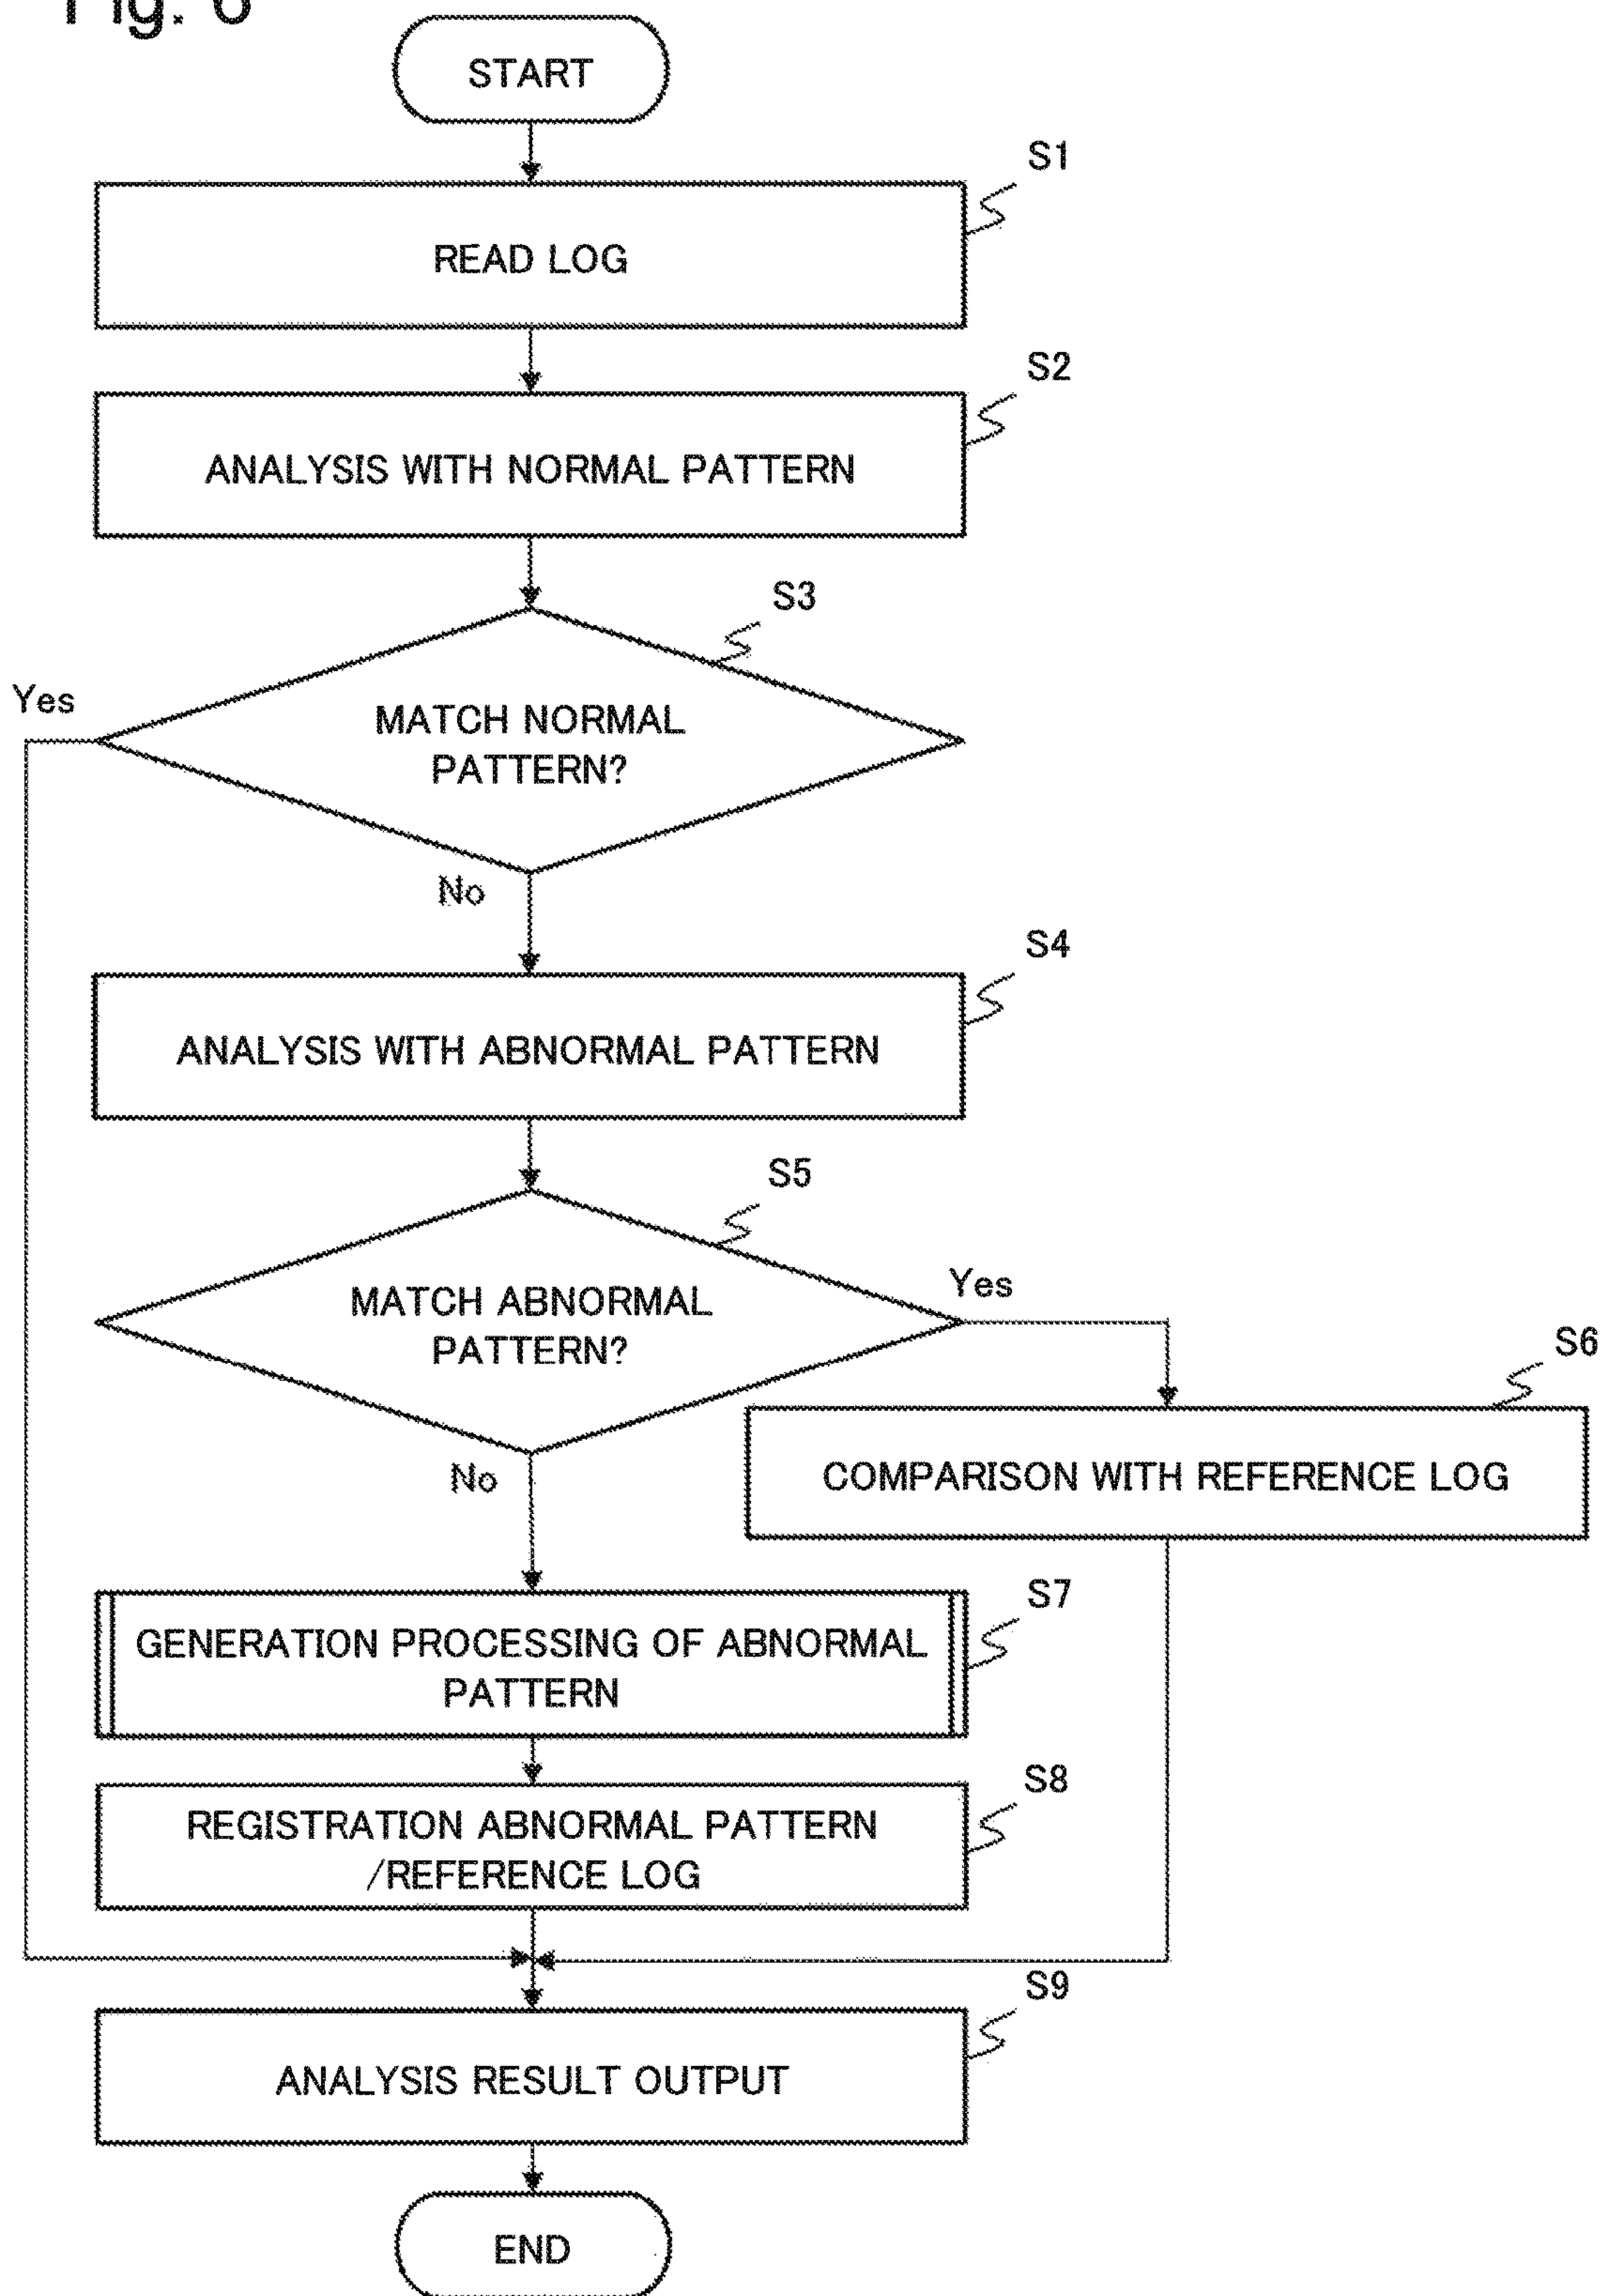 Fig. 6
START
S1
READ LOG
S2
ANALYSIS WITH NORMAL PATTERN
S3
Yes
MATCH NORMAL
PATTERN?
No
S4
ANALYSIS WITH ABNORMAL PATTERN
S5
MATCH ABNORMAL
PATTERN?
Yes
S6
COMPARISON WITH REFERENCE LOG
No
S7
GENERATION PROCESSING OF ABNORMAL
PATTERN
S8
REGISTRATION ABNORMAL PATTERN
/REFERENCE LOG
S9
ANALYSIS RESULT OUTPUT
END